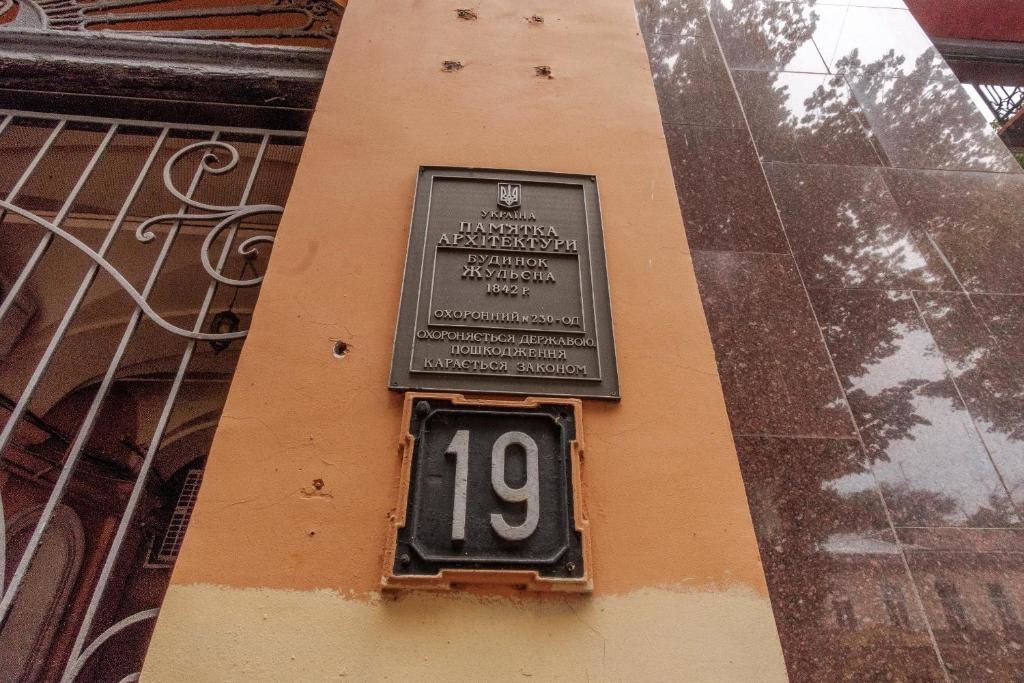 УКРАЇНА
ПАМ'ЯТКА
АРХІТЕКТУРИ
БУДИНОК
ЖУЛЬЄНА
1842 Р.
ОХОРОННИЙ № 230-ОД
ОХОРОНЯЄТЬСЯ ДЕРЖАВОЮ.
ПОШКОДЖЕННЯ
КАРАЄТЬСЯ ЗАКОНОМ
19